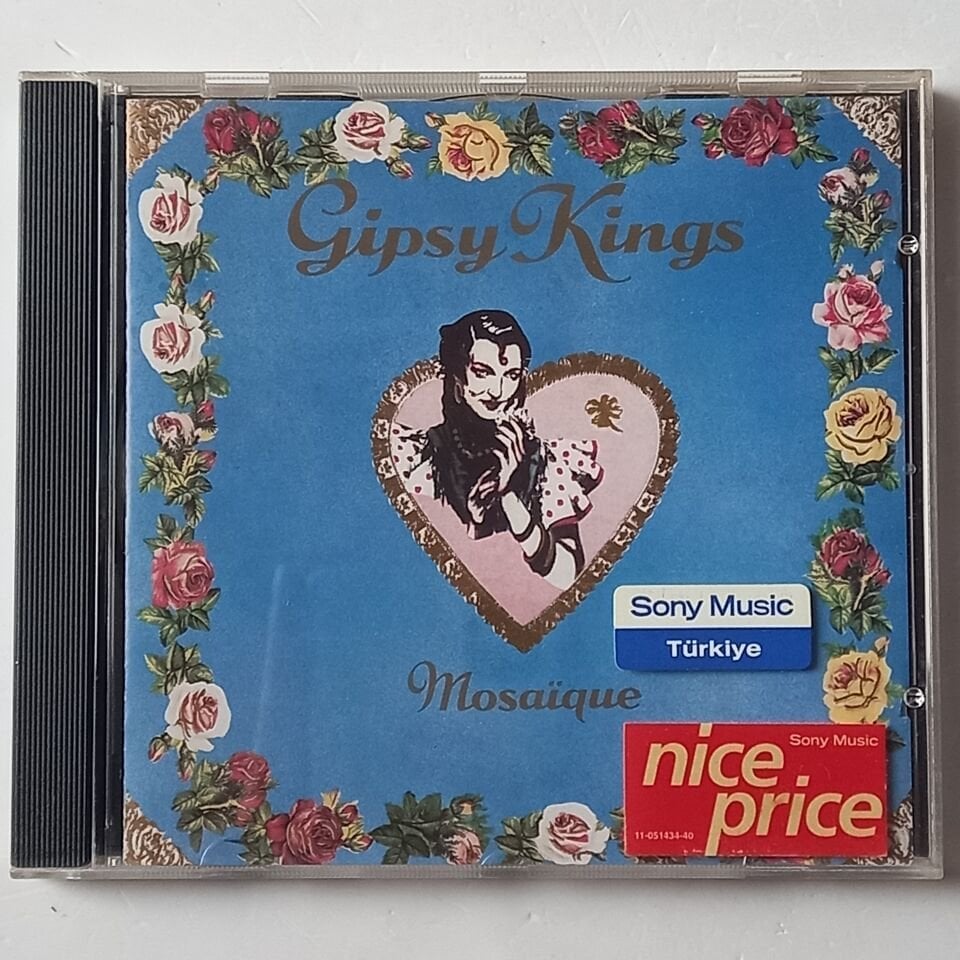 Gipsy Kings
Sony Music
Türkiye
Mosaïque
Sony Music
nice
price
11-051434-40